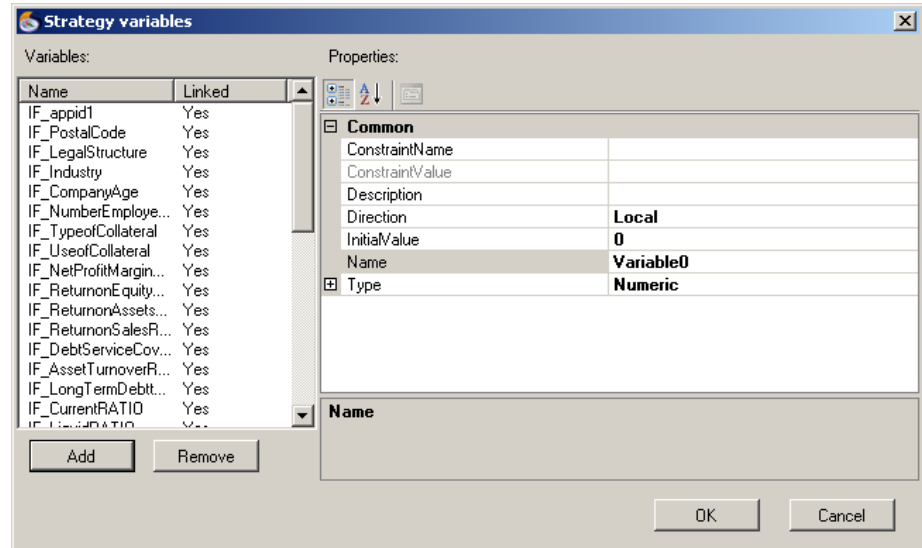 Strategy variables
Variables:
Name Linked
IF_appid1 Yes
IF_PostalCode Yes
IF_LegalStructure Yes
IF_Industry Yes
IF_CompanyAge Yes
IF_NumberEmploye... Yes
IF_TypeofCollateral Yes
IF_UseofCollateral Yes
IF_NetProfitMargin... Yes
IF_ReturnonEquity... Yes
IF_ReturnonAssets... Yes
IF_ReturnonSalesR... Yes
IF_DebtServiceCov... Yes
IF_AssetTurnoverR... Yes
IF_LongTermDebtt... Yes
IF_CurrentRATIO Yes
IF_LiquidRATIO Yes
Add Remove
Properties:
Common
ConstraintName
ConstraintValue
Description
Direction Local
InitialValue 0
Name Variable0
Type Numeric
Name
OK Cancel